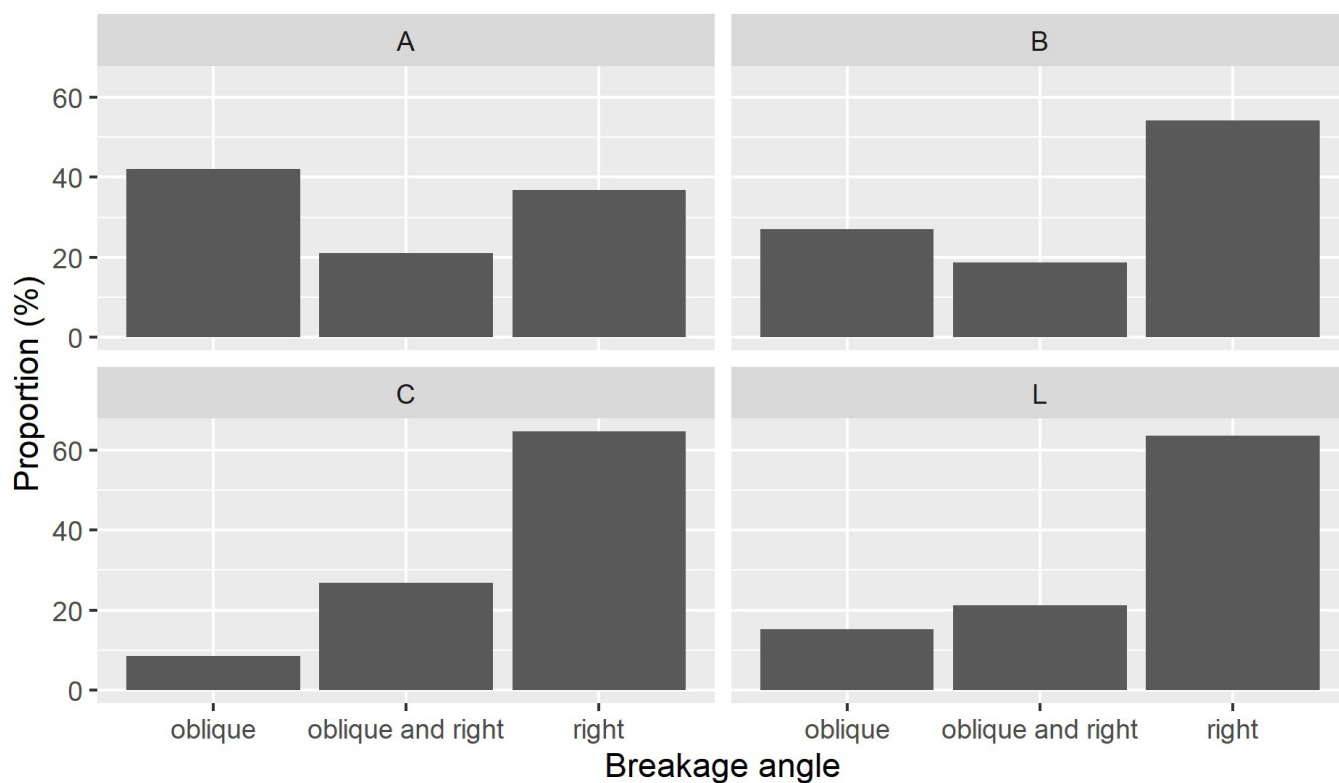 A
B
60
40
20
0
Proportion (%)
C
L
60
40
20
0
oblique
oblique and right
right
oblique
oblique and right
right
Breakage angle